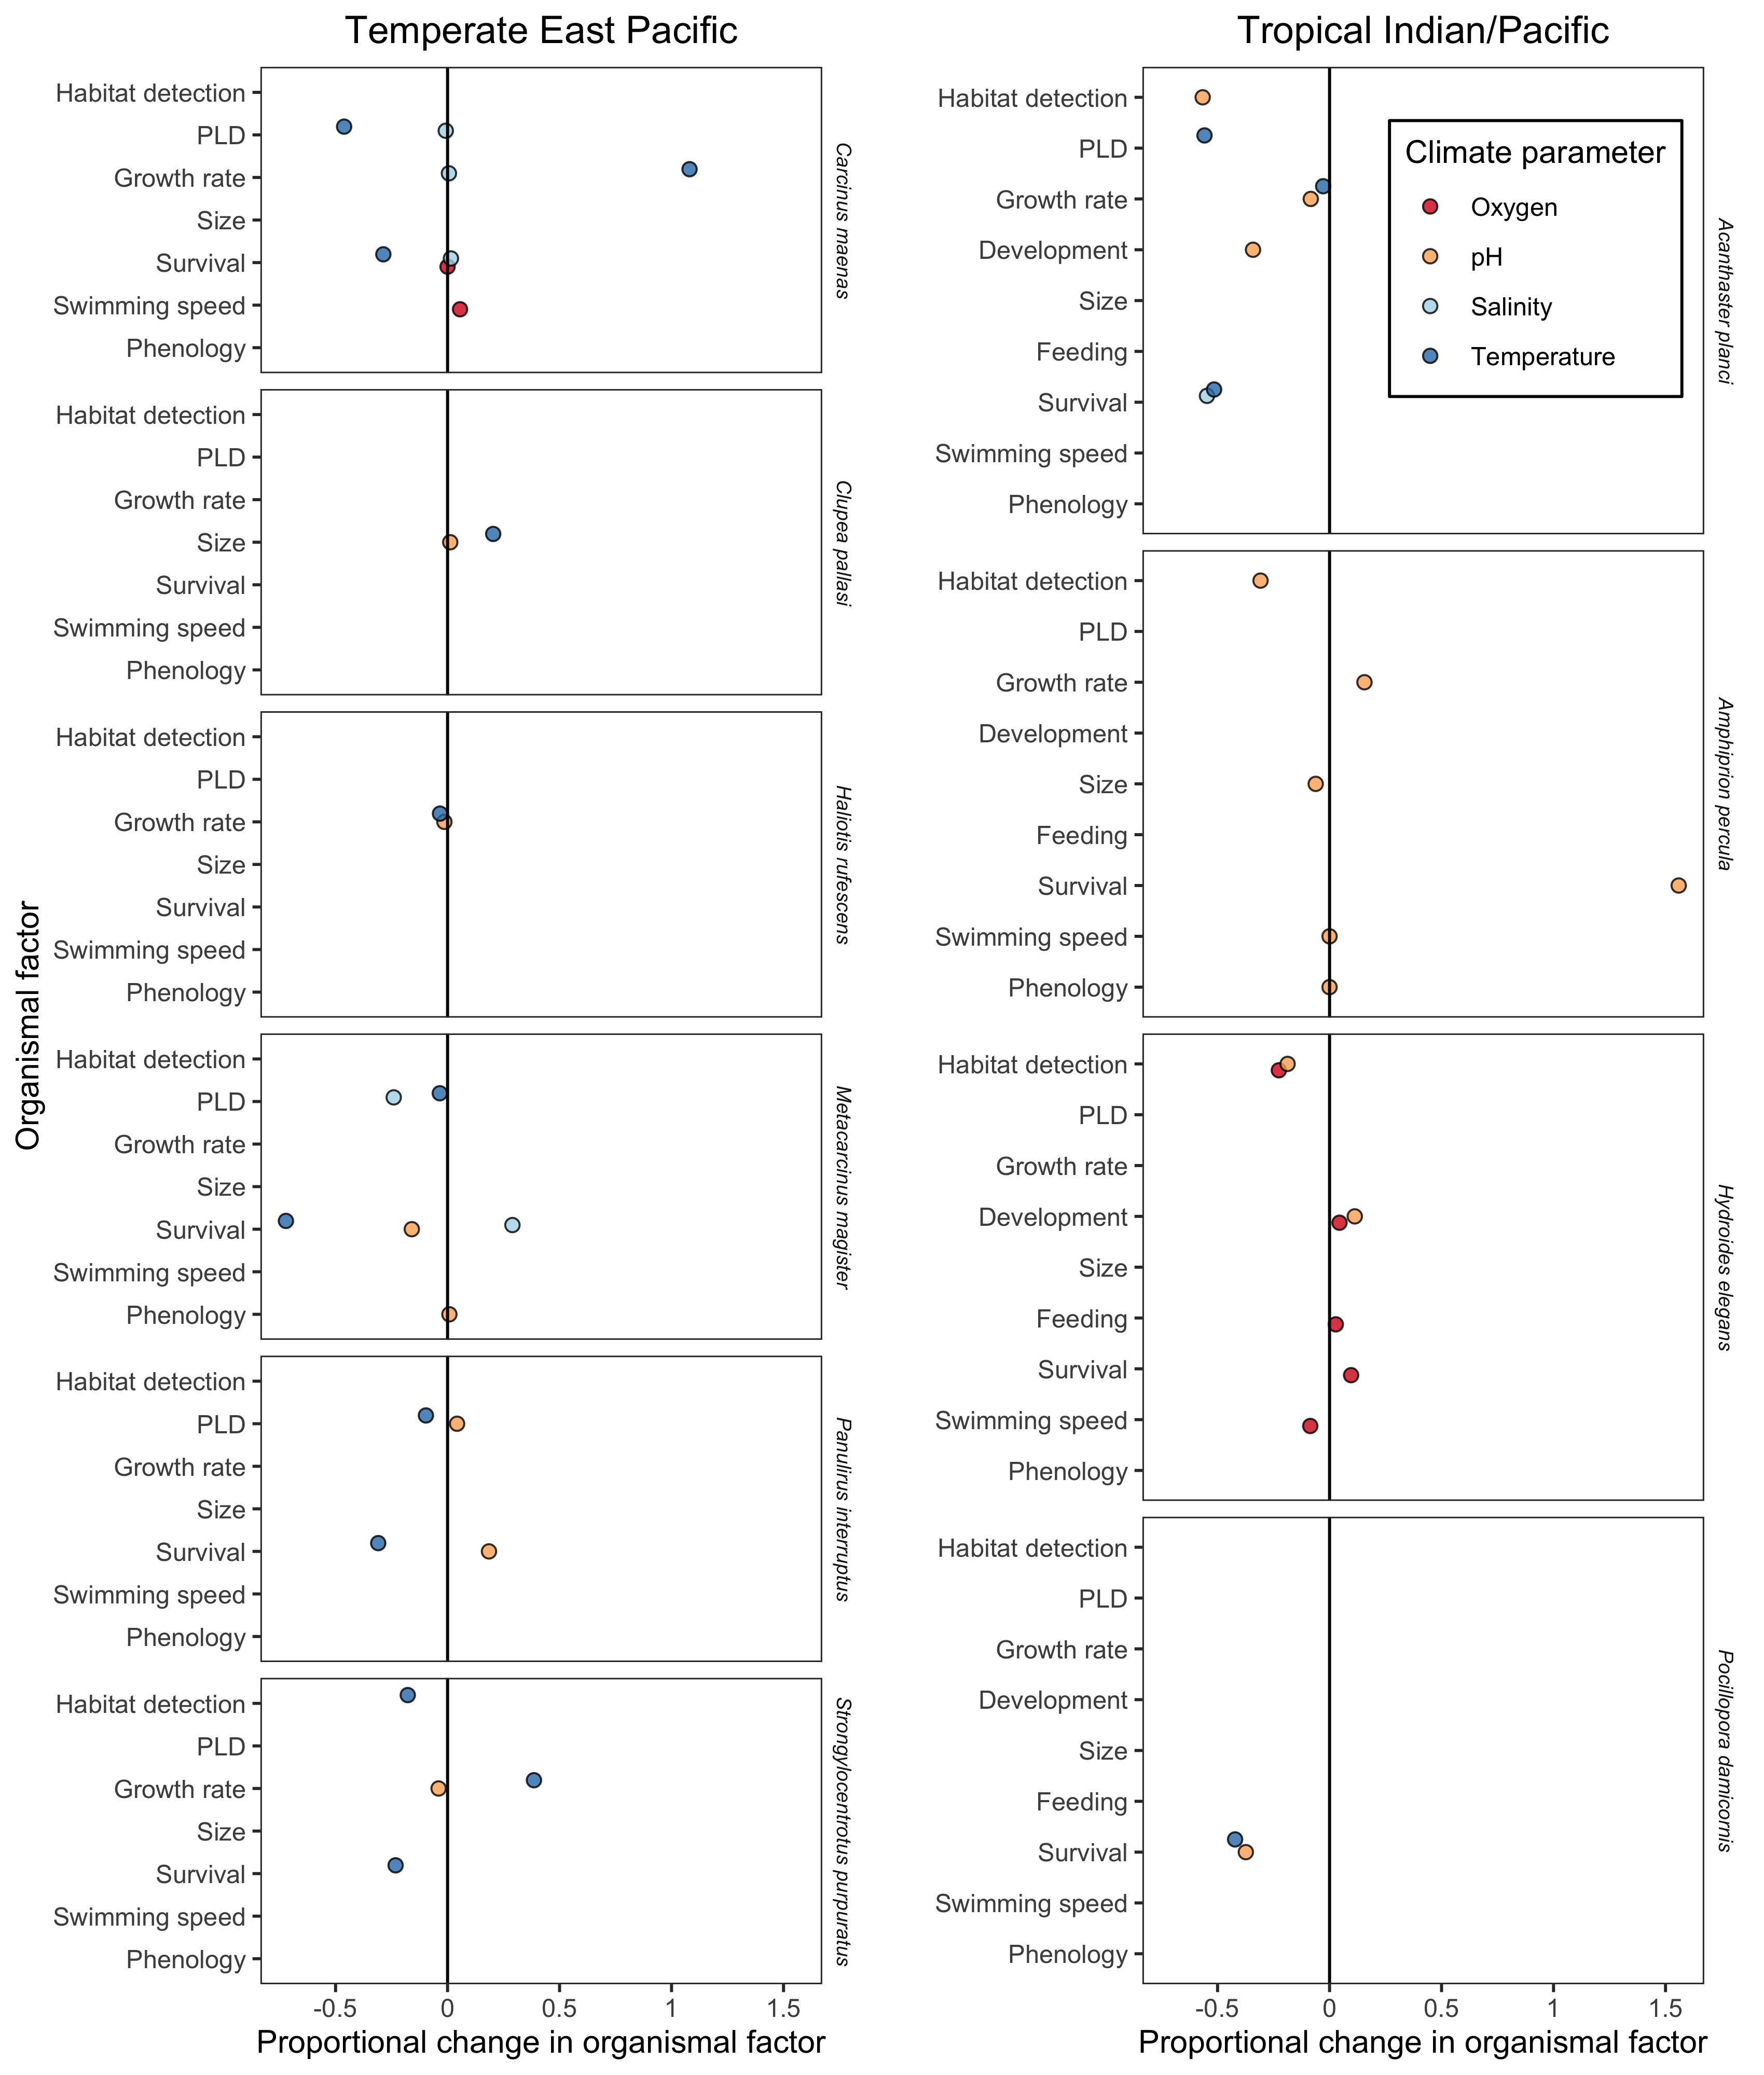 Temperate East Pacific
Organismal factor
Habitat detection
PLD
Growth rate
Size
Survival
Swimming speed
Phenology
Carcinus maenas
Habitat detection
PLD
Growth rate
Size
Survival
Swimming speed
Phenology
Clupea pallasi
Habitat detection
PLD
Growth rate
Size
Survival
Swimming speed
Phenology
Haliotis rufescens
Habitat detection
PLD
Growth rate
Size
Survival
Swimming speed
Phenology
Metacarcinus magister
Habitat detection
PLD
Growth rate
Size
Survival
Swimming speed
Phenology
Panulirus interruptus
Habitat detection
PLD
Growth rate
Size
Survival
Swimming speed
Phenology
Strongylocentrotus purpuratus
-0.5 0 0.5 1 1.5
Proportional change in organismal factor
Tropical Indian/Pacific
Habitat detection
PLD
Growth rate
Development
Size
Feeding
Survival
Swimming speed
Phenology
Climate parameter
Oxygen
pH
Salinity
Temperature
Acanthaster planci
Habitat detection
PLD
Growth rate
Development
Size
Feeding
Survival
Swimming speed
Phenology
Amphiprion percula
Habitat detection
PLD
Growth rate
Development
Size
Feeding
Survival
Swimming speed
Phenology
Hydroides elegans
Habitat detection
PLD
Growth rate
Development
Size
Feeding
Survival
Swimming speed
Phenology
Pocillopora damicornis
-0.5 0 0.5 1 1.5
Proportional change in organismal factor